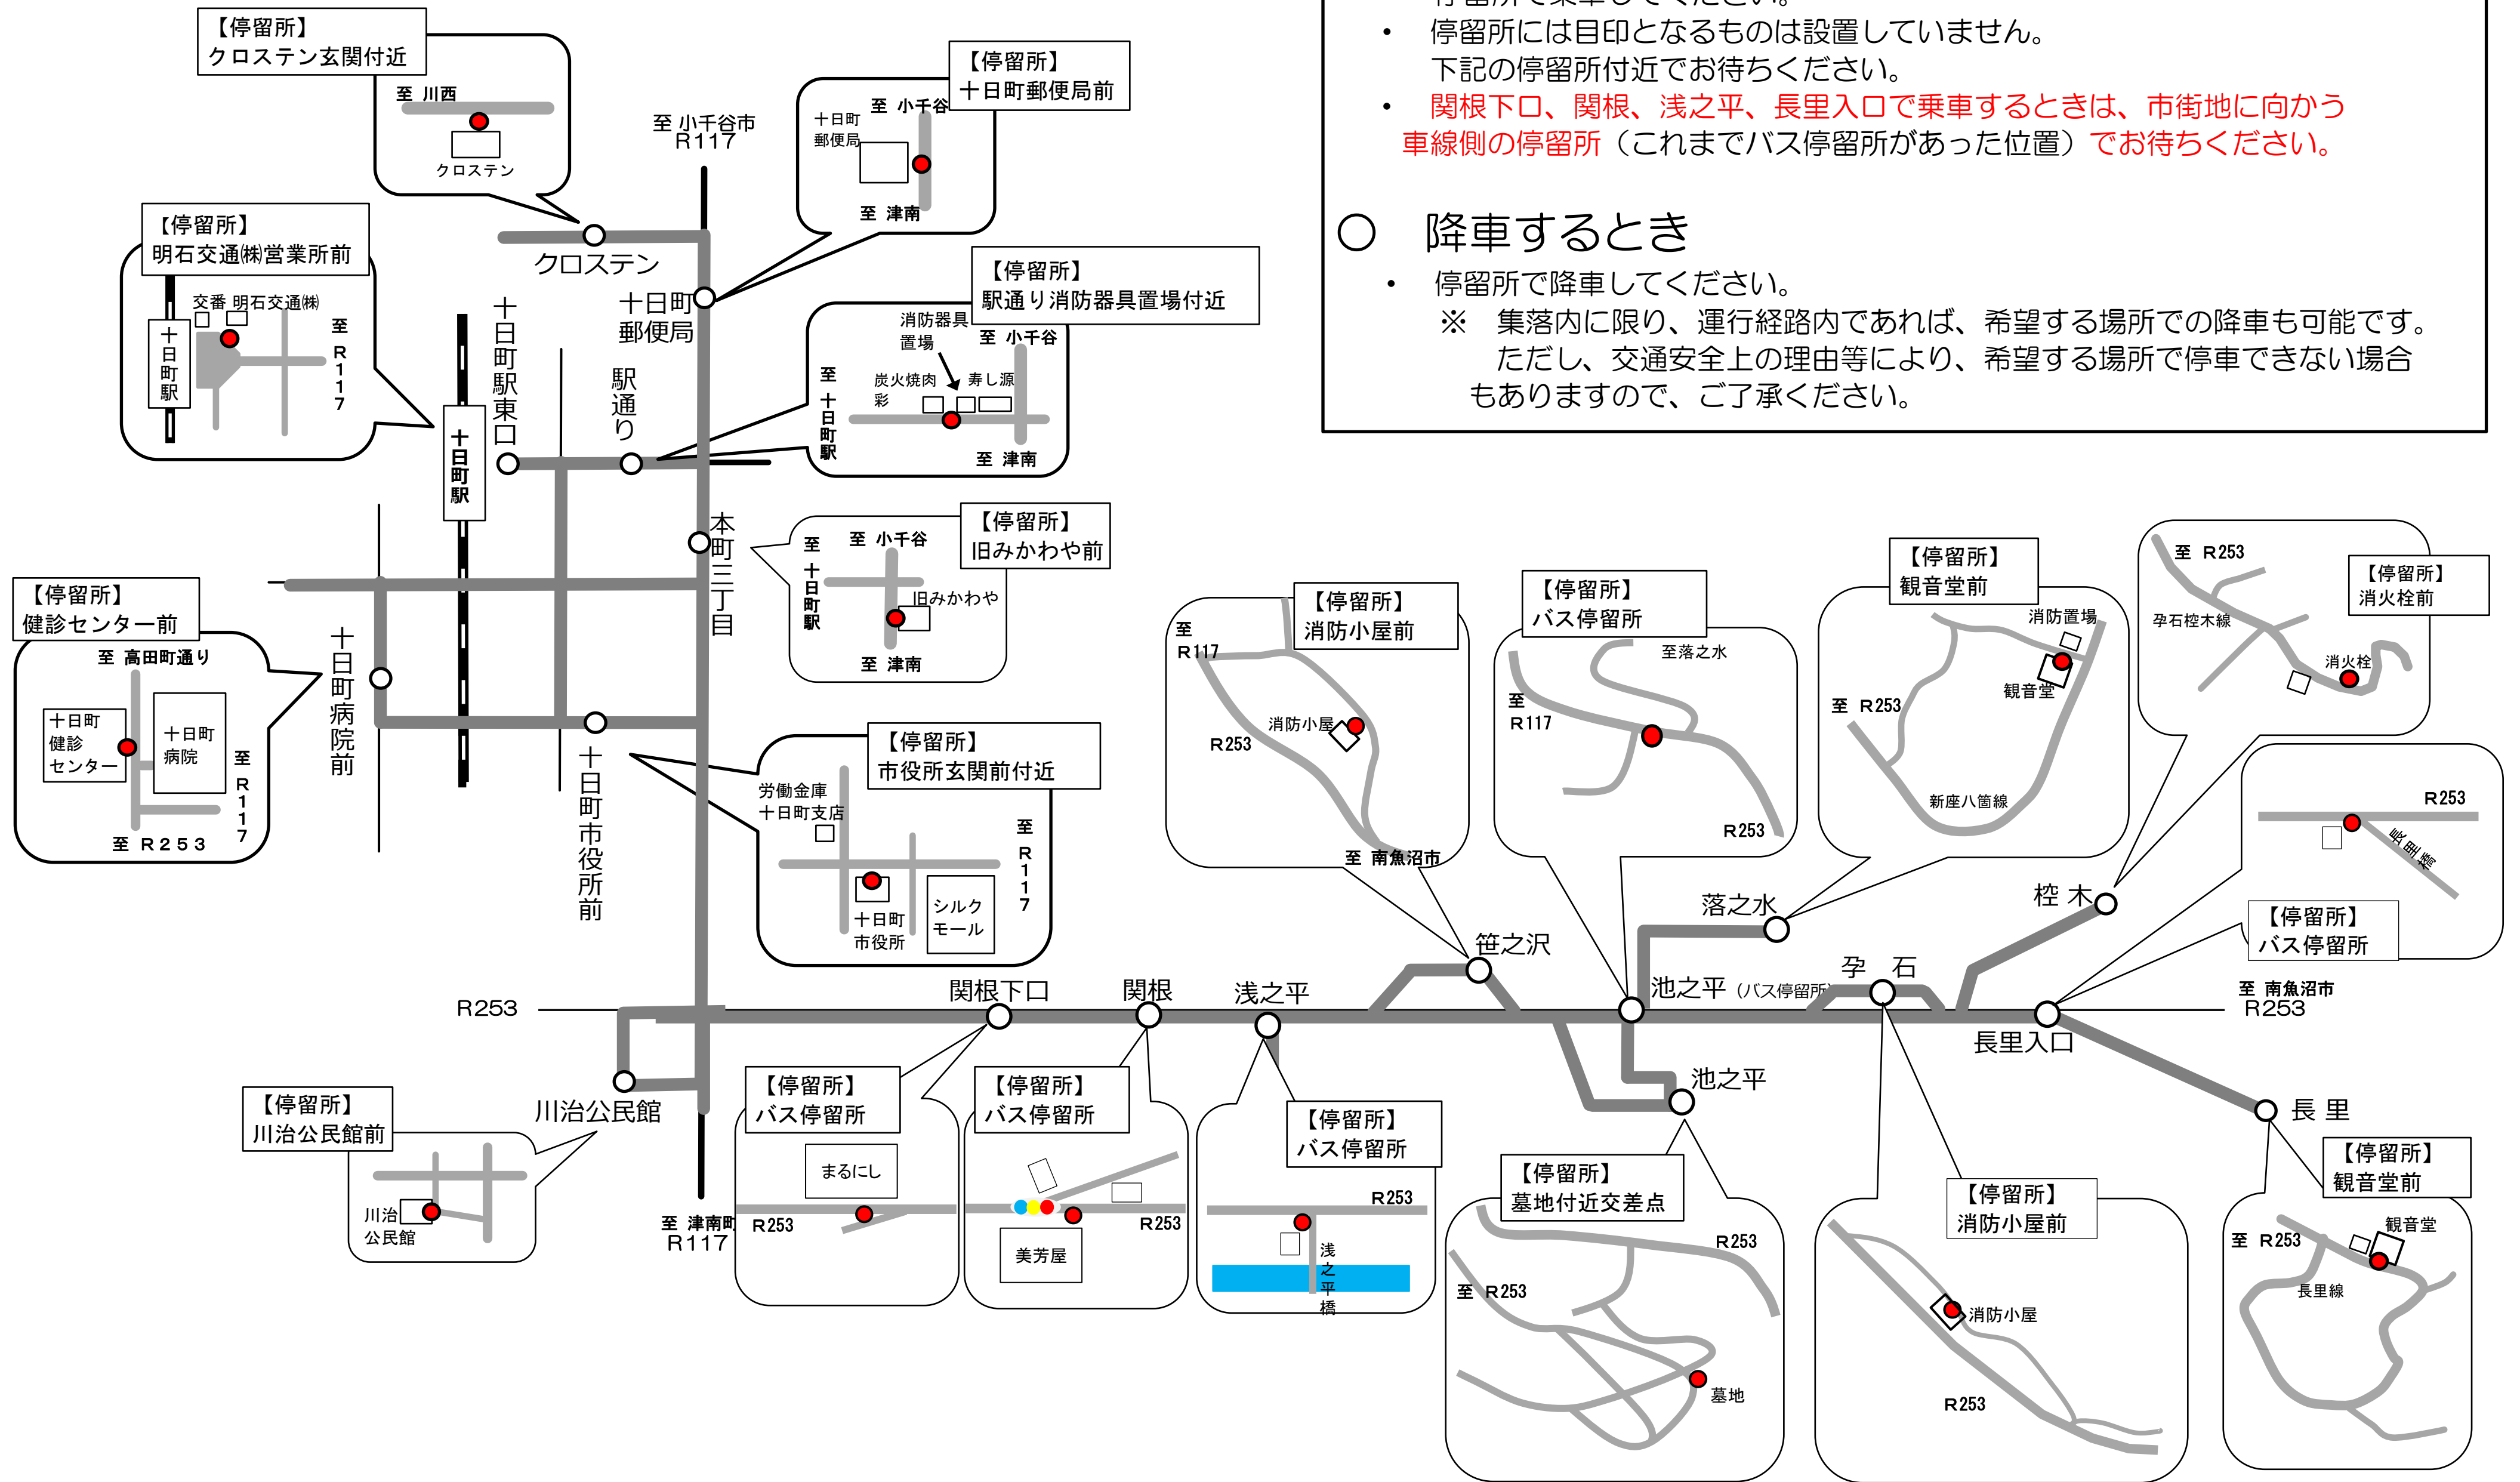 停留所で乗車してください。
・ 停留所には目印となるものは設置していません。
下記の停留所付近でお待ちください。
・ 関根下口、関根、浅之平、長里入口で乗車するときは、市街地に向かう
車線側の停留所（これまでバス停留所があった位置）でお待ちください。
○ 降車するとき
・ 停留所で降車してください。
※ 集落内に限り、運行経路内であれば、希望する場所での降車も可能です。
ただし、交通安全上の理由等により、希望する場所で停車できない場合
もありますので、ご了承ください。
【停留所】
クロステン玄関付近
至 川西
クロステン
至 小千谷市
R117
【停留所】
十日町郵便局前
至 小千谷
十日町
郵便局
至 津南
クロステン
【停留所】
明石交通㈱営業所前
交番 明石交通㈱
十日町駅
至 R117
十日町駅東口
十日町
郵便局
駅通り
十日町駅
【停留所】
駅通り消防器具置場付近
消防器具
置場
至 小千谷
炭火焼肉
彩
寿し源
至 十日町駅
至 津南
本町三丁目
【停留所】
旧みかわや前
至 小千谷
至 十日町駅
旧みかわや
至 津南
【停留所】
健診センター前
至 高田町通り
十日町
健診
センター
十日町
病院
至 R117
至 R253
十日町病院前
十日町市役所前
【停留所】
市役所玄関前付近
労働金庫
十日町支店
至 R117
十日町
市役所
シルク
モール
【停留所】
消防小屋前
至
R117
消防小屋
R253
至 南魚沼市
【停留所】
バス停留所
至落之水
至
R117
R253
【停留所】
観音堂前
消防置場
観音堂
至 R253
新座八箇線
【停留所】
消火栓前
至 R253
孕石椌木線
消火栓
R253
長里橋
【停留所】
バス停留所
R253
関根下口
関根
浅之平
笹之沢
池之平（バス停留所）
落之水
孕 石
椌 木
長里入口
至 南魚沼市
R253
池之平
長 里
川治公民館
【停留所】
川治公民館前
川治
公民館
至 津南町
R117
【停留所】
バス停留所
まるにし
R253
【停留所】
バス停留所
R253
美芳屋
【停留所】
バス停留所
R253
浅之平橋
【停留所】
墓地付近交差点
R253
至 R253
墓地
【停留所】
消防小屋前
消防小屋
R253
【停留所】
観音堂前
観音堂
至 R253
長里線